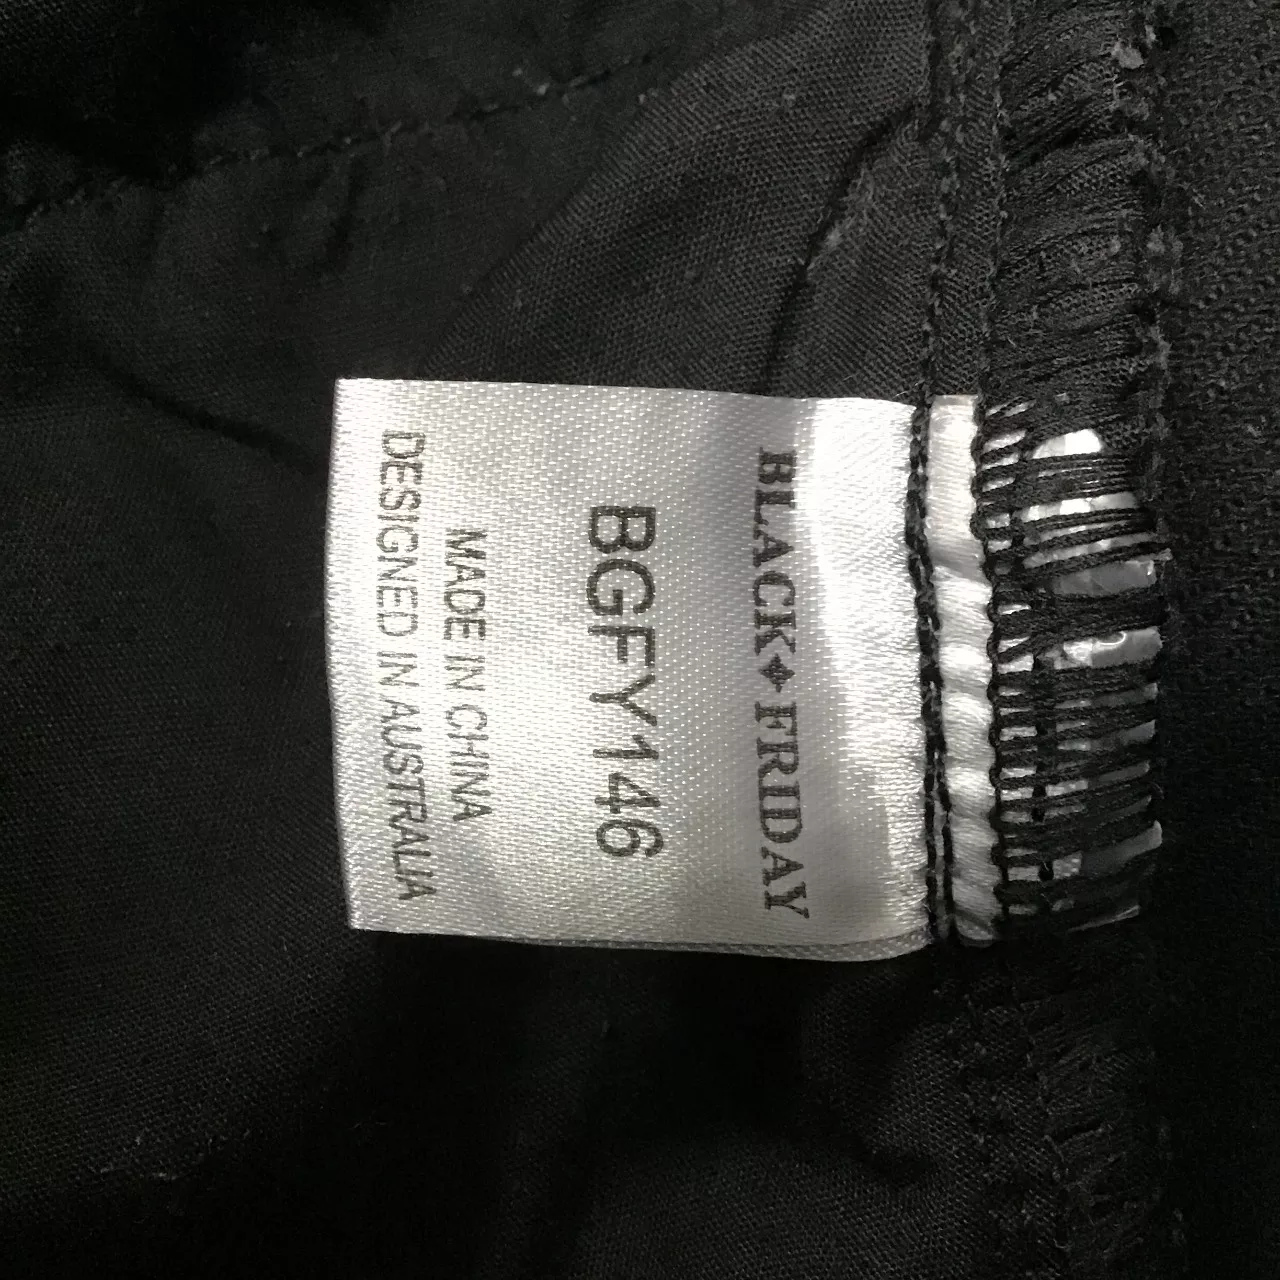 BLACK◆FRIDAY
BGFY146
MADE IN CHINA
DESIGNED IN AUSTRALIA